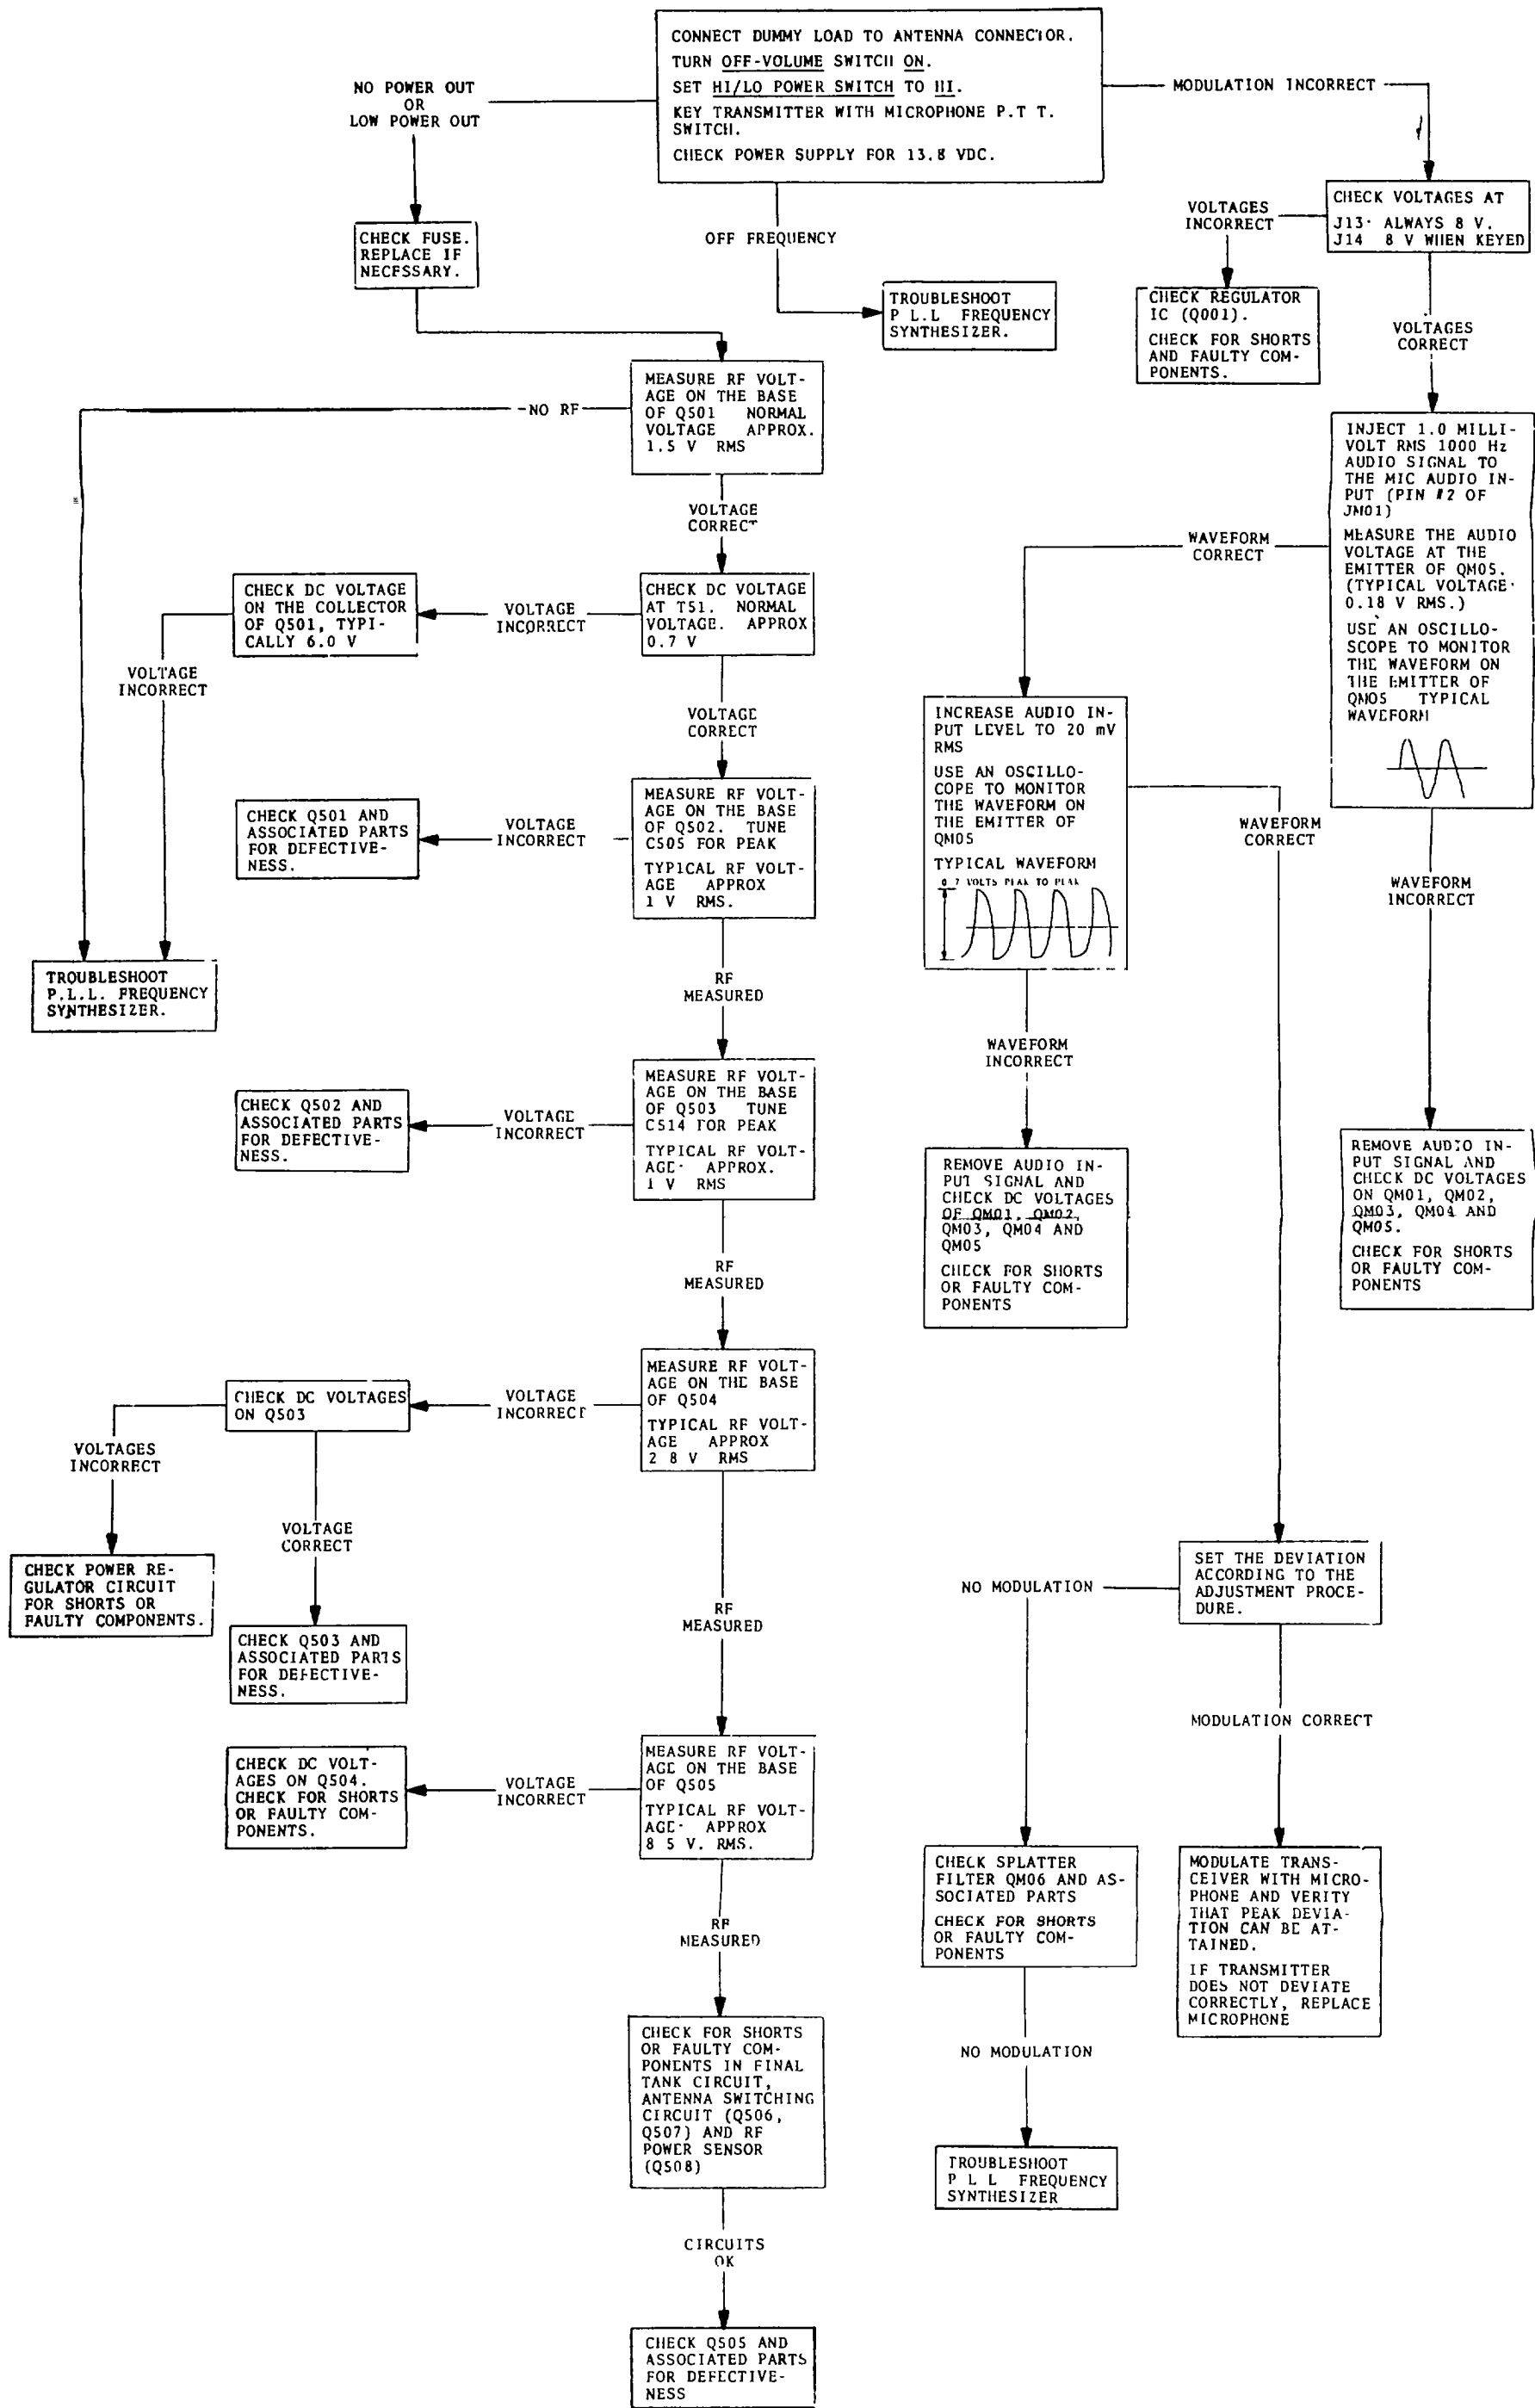 CONNECT DUMMY LOAD TO ANTENNA CONNECTOR.
TURN OFF-VOLUME SWITCH ON.
SET HI/LO POWER SWITCH TO HI.
KEY TRANSMITTER WITH MICROPHONE P.T T.
SWITCH.
CHECK POWER SUPPLY FOR 13.8 VDC.
NO POWER OUT
OR
LOW POWER OUT
MODULATION INCORRECT
OFF FREQUENCY
CHECK FUSE.
REPLACE IF
NECESSARY.
TROUBLESHOOT
P L.L FREQUENCY
SYNTHESIZER.
VOLTAGES
INCORRECT
CHECK VOLTAGES AT
J13· ALWAYS 8 V.
J14 8 V WHEN KEYED
CHECK REGULATOR
IC (Q001).
CHECK FOR SHORTS
AND FAULTY COM-
PONENTS.
VOLTAGES
CORRECT
MEASURE RF VOLT-
AGE ON THE BASE
OF Q501 NORMAL
VOLTAGE APPROX.
1.5 V RMS
NO RF
VOLTAGE
CORRECT
CHECK DC VOLTAGE
AT T51. NORMAL
VOLTAGE. APPROX
0.7 V
VOLTAGE
INCORRECT
CHECK DC VOLTAGE
ON THE COLLECTOR
OF Q501, TYPI-
CALLY 6.0 V
VOLTAGE
INCORRECT
VOLTAGE
CORRECT
MEASURE RF VOLT-
AGE ON THE BASE
OF Q502. TUNE
C505 FOR PEAK
TYPICAL RF VOLT-
AGE APPROX
1 V RMS.
VOLTAGE
INCORRECT
CHECK Q501 AND
ASSOCIATED PARTS
FOR DEFECTIVE-
NESS.
TROUBLESHOOT
P.L.L. FREQUENCY
SYNTHESIZER.
RF
MEASURED
MEASURE RF VOLT-
AGE ON THE BASE
OF Q503 TUNE
C514 FOR PEAK
TYPICAL RF VOLT-
AGE· APPROX.
1 V RMS
VOLTAGE
INCORRECT
CHECK Q502 AND
ASSOCIATED PARTS
FOR DEFECTIVE-
NESS.
RF
MEASURED
MEASURE RF VOLT-
AGE ON THE BASE
OF Q504
TYPICAL RF VOLT-
AGE APPROX
2 8 V RMS
VOLTAGE
INCORRECT
CHECK DC VOLTAGES
ON Q503
VOLTAGES
INCORRECT
VOLTAGE
CORRECT
CHECK POWER RE-
GULATOR CIRCUIT
FOR SHORTS OR
FAULTY COMPONENTS.
CHECK Q503 AND
ASSOCIATED PARTS
FOR DEFECTIVE-
NESS.
RF
MEASURED
MEASURE RF VOLT-
AGE ON THE BASE
OF Q505
TYPICAL RF VOLT-
AGE· APPROX
8 5 V. RMS.
VOLTAGE
INCORRECT
CHECK DC VOLT-
AGES ON Q504.
CHECK FOR SHORTS
OR FAULTY COM-
PONENTS.
RF
MEASURED
CHECK FOR SHORTS
OR FAULTY COM-
PONENTS IN FINAL
TANK CIRCUIT,
ANTENNA SWITCHING
CIRCUIT (Q506,
Q507) AND RF
POWER SENSOR
(Q508)
CIRCUITS
OK
CHECK Q505 AND
ASSOCIATED PARTS
FOR DEFECTIVE-
NESS
INJECT 1.0 MILLI-
VOLT RMS 1000 Hz
AUDIO SIGNAL TO
THE MIC AUDIO IN-
PUT (PIN #2 OF
JM01)
MEASURE THE AUDIO
VOLTAGE AT THE
EMITTER OF QM05.
(TYPICAL VOLTAGE·
0.18 V RMS.)
USE AN OSCILLO-
SCOPE TO MONITOR
THE WAVEFORM ON
THE EMITTER OF
QM05 TYPICAL
WAVEFORM
WAVEFORM
CORRECT
INCREASE AUDIO IN-
PUT LEVEL TO 20 mV
RMS
USE AN OSCILLO-
COPE TO MONITOR
THE WAVEFORM ON
THE EMITTER OF
QM05
TYPICAL WAVEFORM
0 7 VOLTS PEAK TO PEAK
WAVEFORM
CORRECT
WAVEFORM
INCORRECT
WAVEFORM
INCORRECT
REMOVE AUDIO IN-
PUT SIGNAL AND
CHECK DC VOLTAGES
OF QM01, QM02,
QM03, QM04 AND
QM05
CHECK FOR SHORTS
OR FAULTY COM-
PONENTS
REMOVE AUDIO IN-
PUT SIGNAL AND
CHECK DC VOLTAGES
ON QM01, QM02,
QM03, QM04 AND
QM05.
CHECK FOR SHORTS
OR FAULTY COM-
PONENTS
SET THE DEVIATION
ACCORDING TO THE
ADJUSTMENT PROCE-
DURE.
NO MODULATION
MODULATION CORRECT
CHECK SPLATTER
FILTER QM06 AND AS-
SOCIATED PARTS
CHECK FOR SHORTS
OR FAULTY COM-
PONENTS
MODULATE TRANS-
CEIVER WITH MICRO-
PHONE AND VERITY
THAT PEAK DEVIA-
TION CAN BE AT-
TAINED.
IF TRANSMITTER
DOES NOT DEVIATE
CORRECTLY, REPLACE
MICROPHONE
NO MODULATION
TROUBLESHOOT
P L L FREQUENCY
SYNTHESIZER